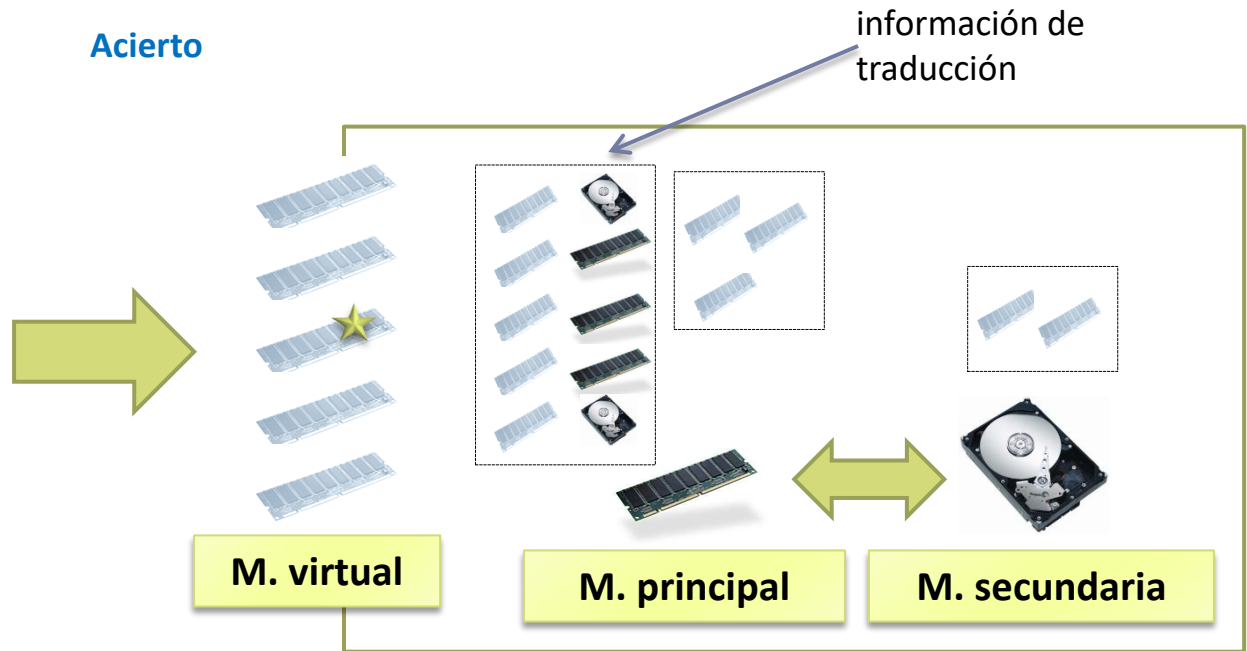 Acierto
información de
traducción
M. virtual
M. principal
M. secundaria